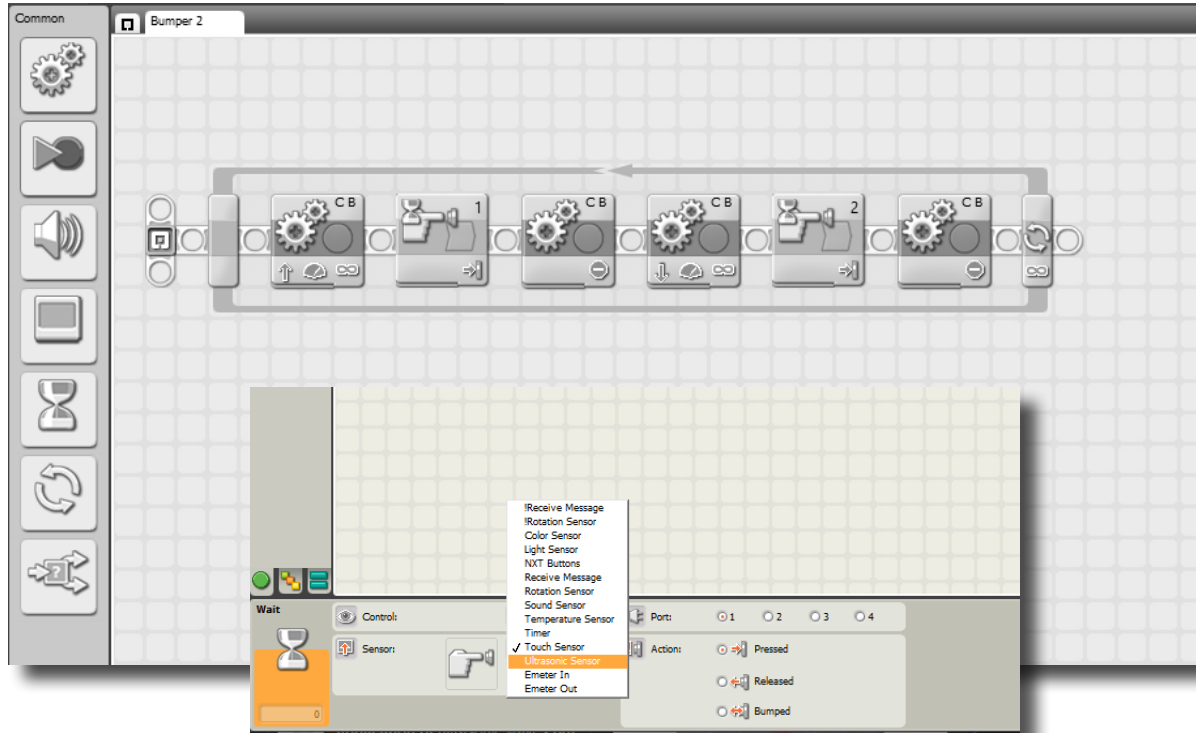 Common
Bumper 2
C B
1
C B
C B
2
C B
!Receive Message
!Rotation Sensor
Color Sensor
Light Sensor
NXT Buttons
Receive Message
Rotation Sensor
Sound Sensor
Temperature Sensor
Timer
✓ Touch Sensor
Ultrasonic Sensor
Emeter In
Emeter Out
Wait
0
Control:
Sensor:
Port:
1 2 3 4
Action:
Pressed
Released
Bumped